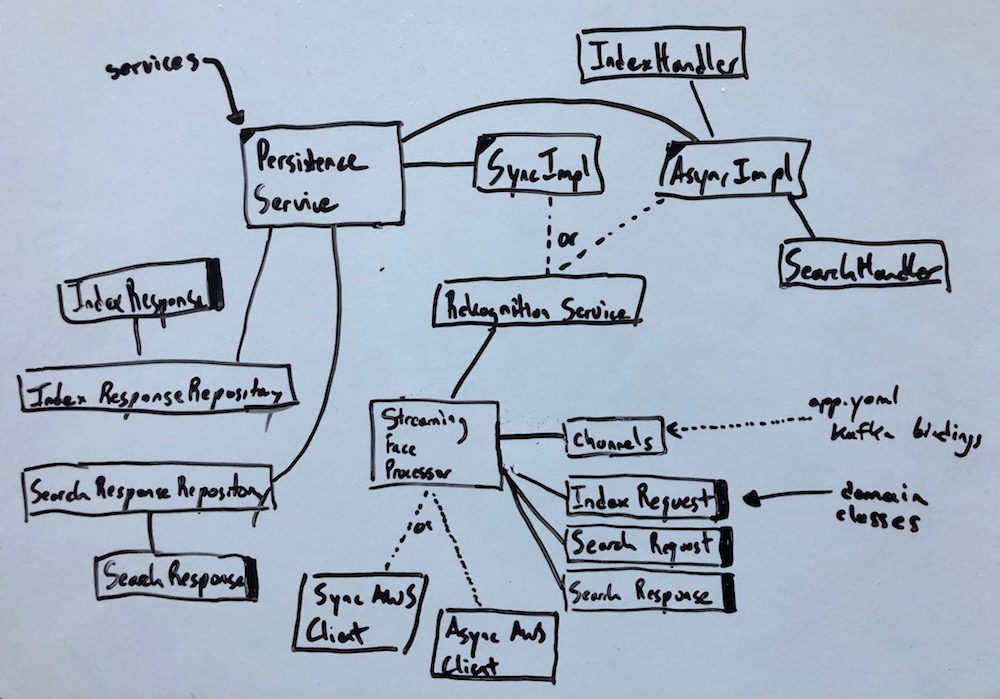 services
IndexHandler
Persistence
Service
SyncImpl
AsyncImpl
or
SearchHandler
IndexResponse
Rekognition Service
Index ResponseRepository
Streaming
Face
Processor
Channels
app.yaml
kafka bindings
Search Response Repository
Index Request
domain
classes
or
Search Request
Search Response
Search Response
Sync AWS
Client
Async AWS
Client